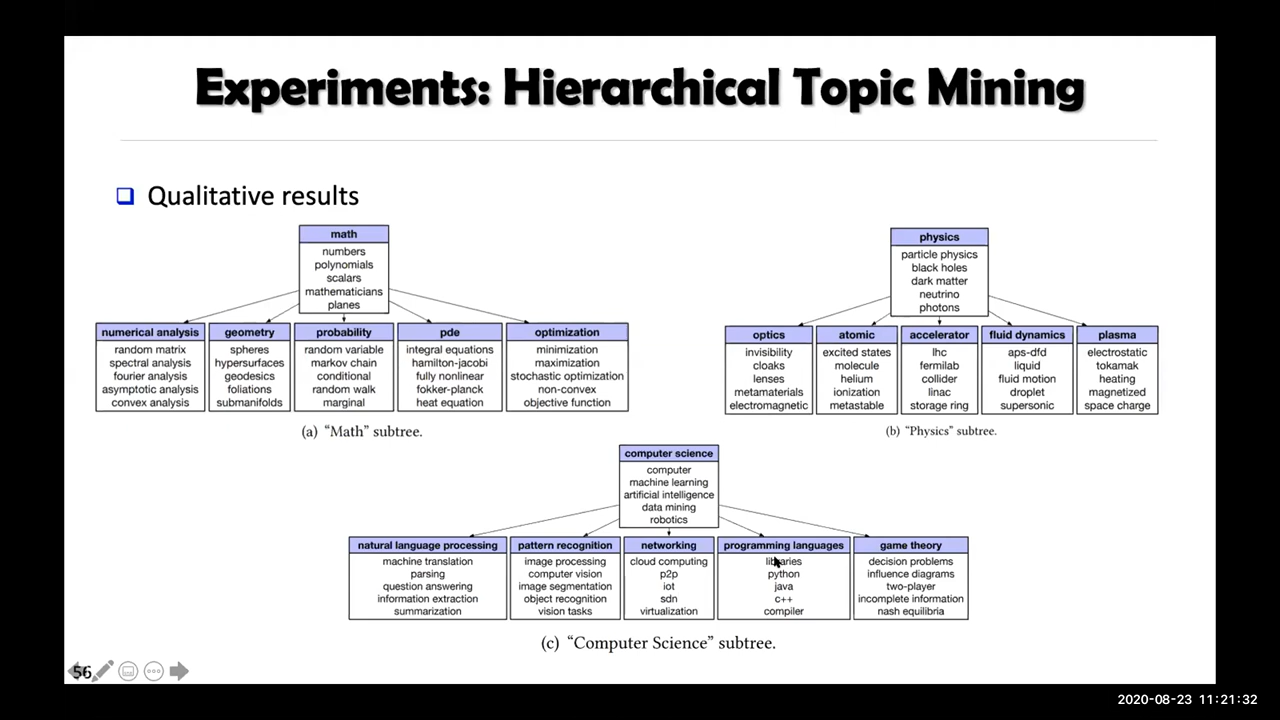 Experiments: Hierarchical Topic Mining
Qualitative results
math
numbers
polynomials
scalars
mathematicians
planes
numerical analysis
random matrix
spectral analysis
fourier analysis
asymptotic analysis
convex analysis
geometry
spheres
hypersurfaces
geodesics
foliations
submanifolds
probability
random variable
markov chain
conditional
random walk
marginal
pde
integral equations
hamilton-jacobi
fully nonlinear
fokker-planck
heat equation
optimization
minimization
maximization
stochastic optimization
non-convex
objective function
(a) “Math” subtree.
physics
particle physics
black holes
dark matter
neutrino
photons
optics
invisibility
cloaks
lenses
metamaterials
electromagnetic
atomic
excited states
molecule
helium
ionization
metastable
accelerator
lhc
fermilab
collider
linac
storage ring
fluid dynamics
aps-dfd
liquid
fluid motion
droplet
supersonic
plasma
electrostatic
tokamak
heating
magnetized
space charge
(b) “Physics” subtree.
computer science
computer
machine learning
artificial intelligence
data mining
robotics
natural language processing
machine translation
parsing
question answering
information extraction
summarization
pattern recognition
image processing
computer vision
image segmentation
object recognition
vision tasks
networking
cloud computing
p2p
iot
sdn
virtualization
programming languages
libraries
python
java
c++
compiler
game theory
decision problems
influence diagrams
two-player
incomplete information
nash equilibria
(c) “Computer Science” subtree.
56
2020-08-23 11:21:32